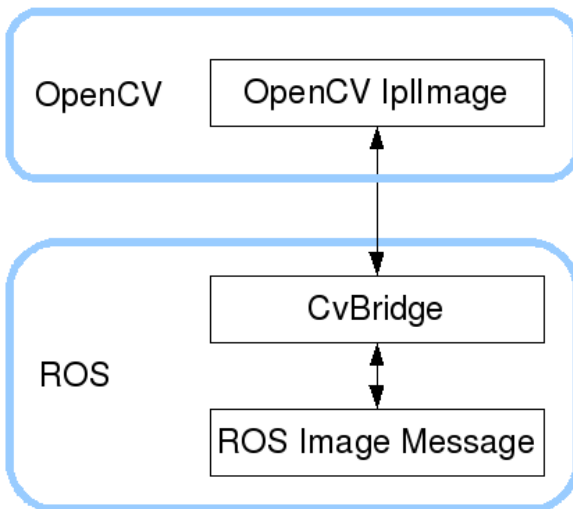 OpenCV
OpenCV IplImage
CvBridge
ROS
ROS Image Message